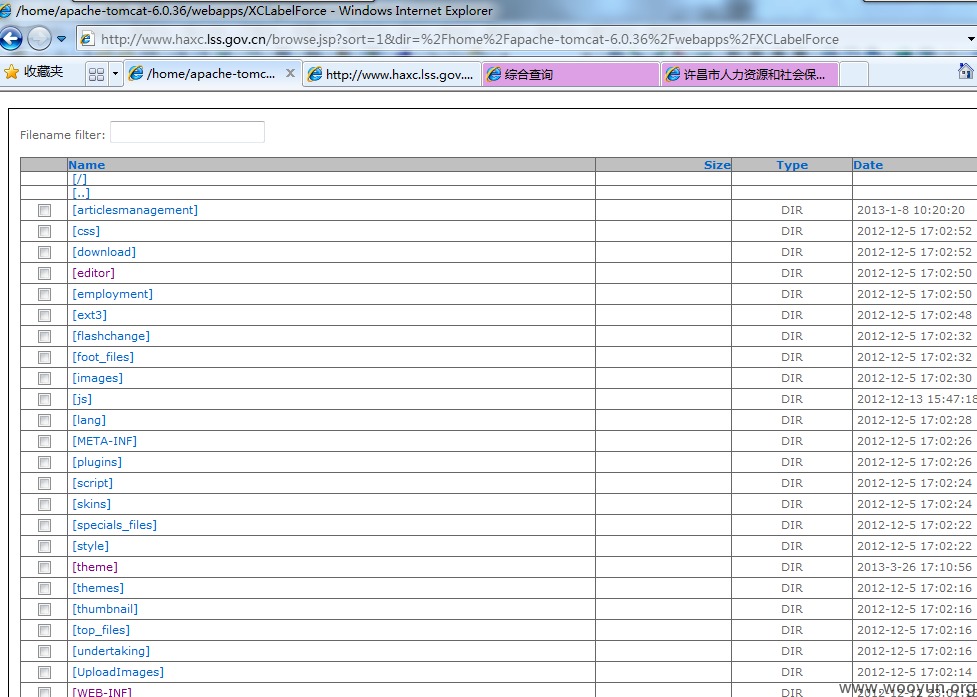 /home/apache-tomcat-6.0.36/webapps/XCLabelForce - Windows Internet Explorer
http://www.haxc.lss.gov.cn/browse.jsp?sort=1&dir=%2Fhome%2Fapache-tomcat-6.0.36%2Fwebapps%2FXCLabelForce
收藏夹 /home/apache-tomc... http://www.haxc.lss.gov.... 综合查询 许昌市人力资源和社会保...
Filename filter:
Name Size Type Date
[/]
[..]
[articlesmanagement] DIR 2013-1-8 10:20:20
[css] DIR 2012-12-5 17:02:52
[download] DIR 2012-12-5 17:02:52
[editor] DIR 2012-12-5 17:02:50
[employment] DIR 2012-12-5 17:02:50
[ext3] DIR 2012-12-5 17:02:48
[flashchange] DIR 2012-12-5 17:02:32
[foot_files] DIR 2012-12-5 17:02:32
[images] DIR 2012-12-5 17:02:30
[js] DIR 2012-12-13 15:47:18
[lang] DIR 2012-12-5 17:02:28
[META-INF] DIR 2012-12-5 17:02:26
[plugins] DIR 2012-12-5 17:02:26
[script] DIR 2012-12-5 17:02:24
[skins] DIR 2012-12-5 17:02:24
[specials_files] DIR 2012-12-5 17:02:22
[style] DIR 2012-12-5 17:02:22
[theme] DIR 2013-3-26 17:10:56
[themes] DIR 2012-12-5 17:02:16
[thumbnail] DIR 2012-12-5 17:02:16
[top_files] DIR 2012-12-5 17:02:16
[undertaking] DIR 2012-12-5 17:02:16
[UploadImages] DIR 2012-12-5 17:02:14
[WEB-INF] DIR
www.wooyun.org